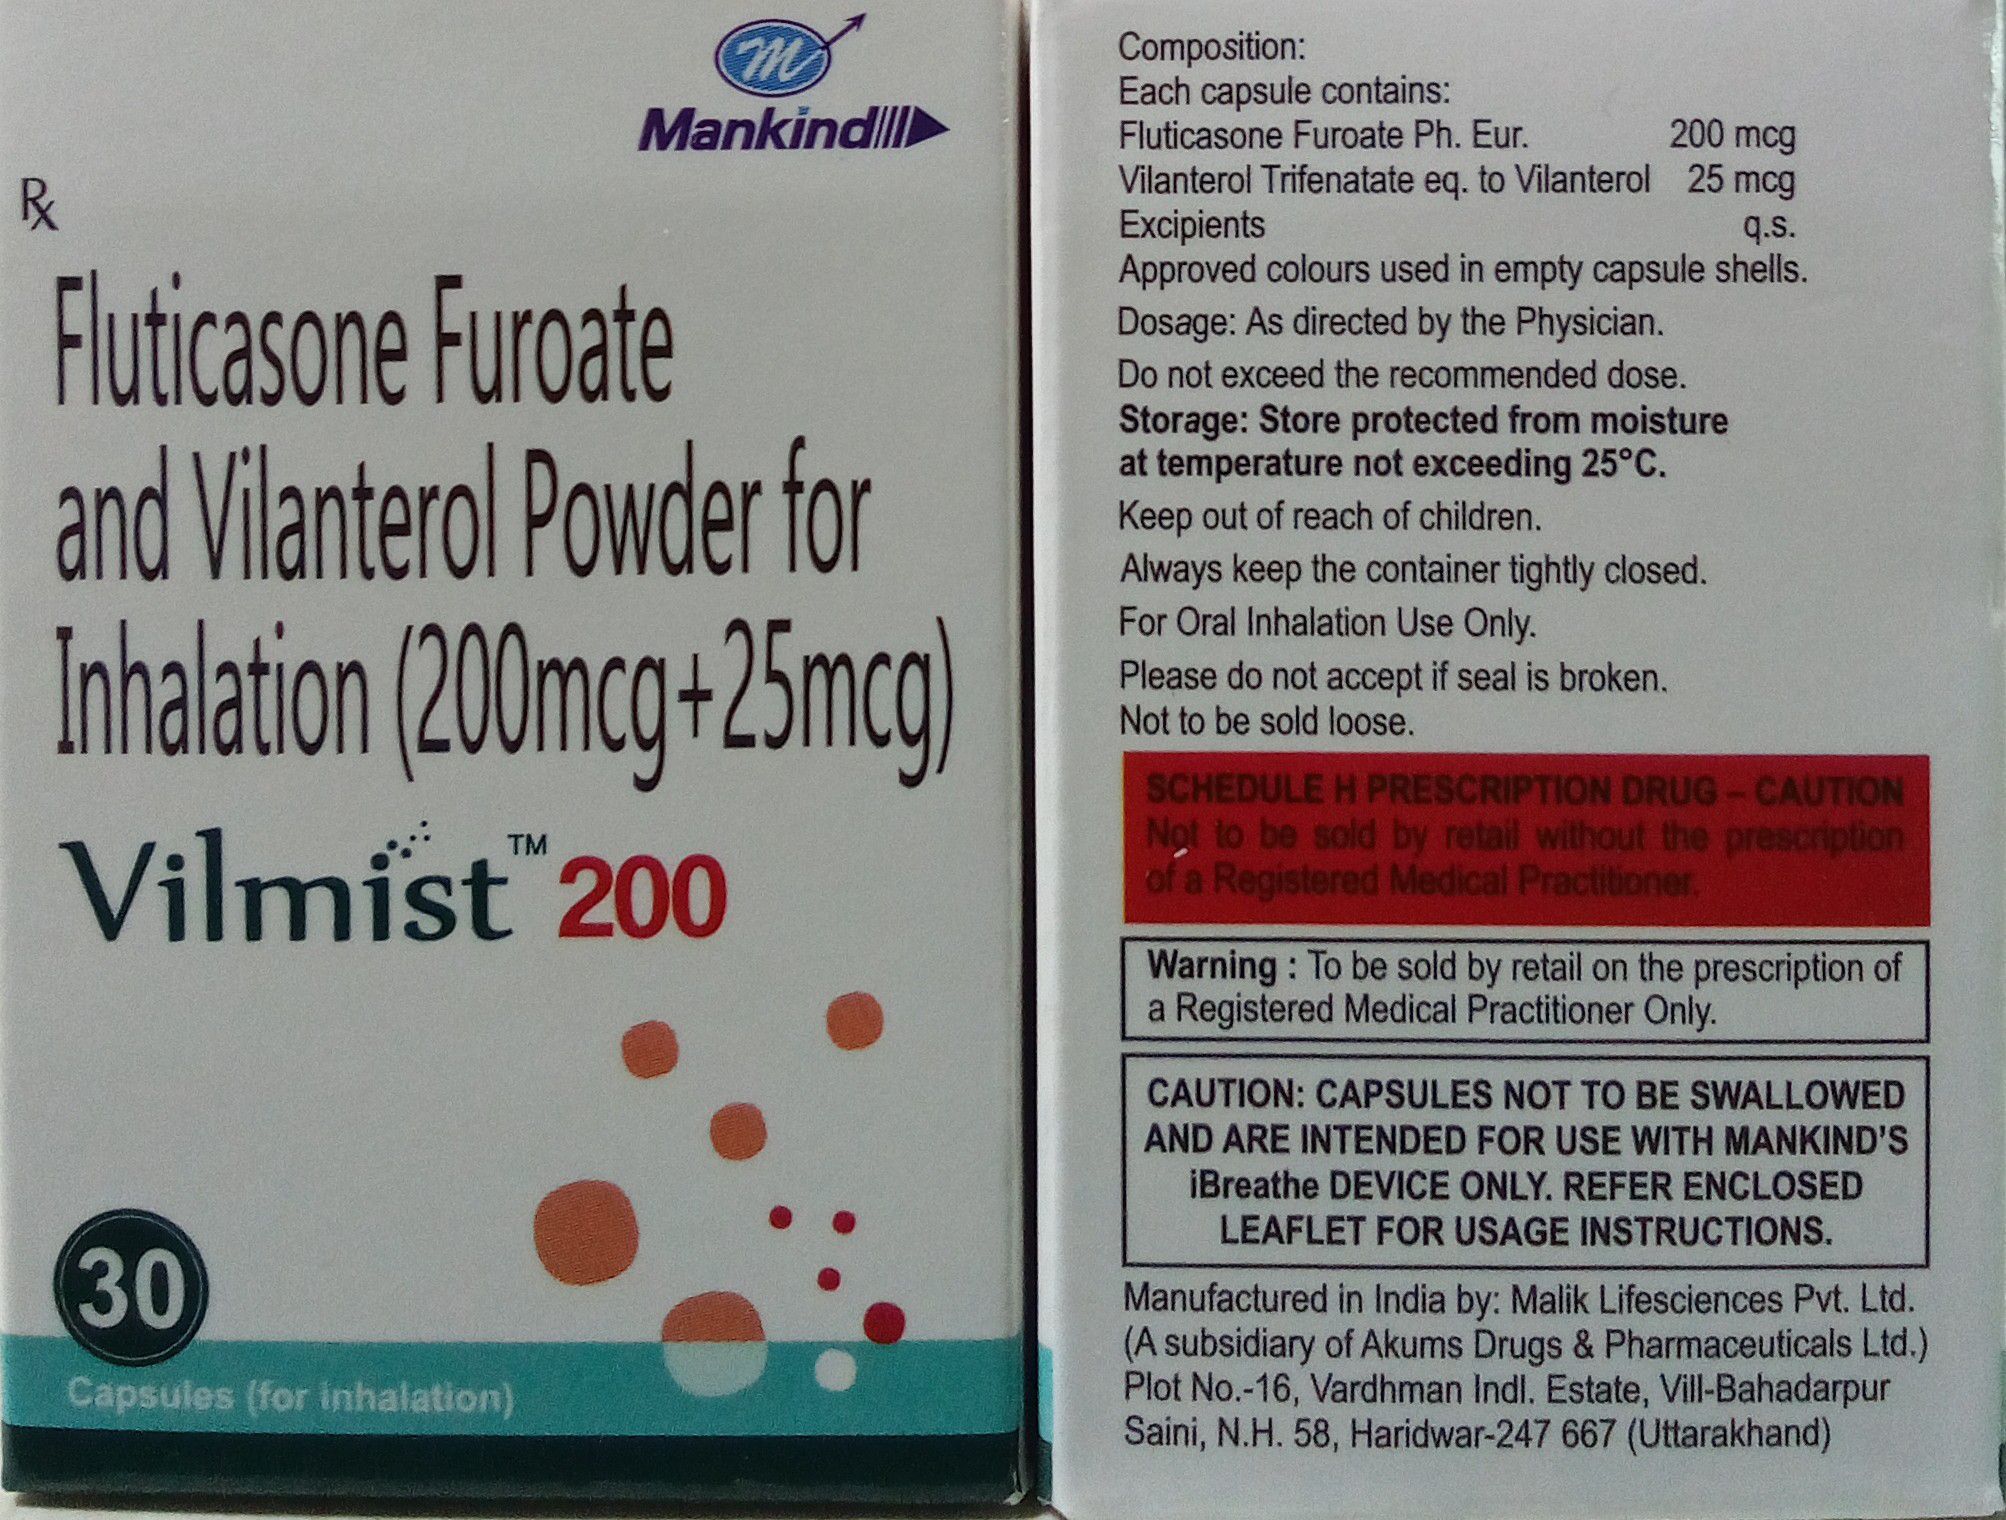 Mankind
Rx
Fluticasone Furoate
and Vilanterol Powder for
Inhalation (200mcg+25mcg)
Vilmist™ 200
30
Capsules (for inhalation)
Composition:
Each capsule contains:
Fluticasone Furoate Ph. Eur. 200 mcg
Vilanterol Trifenatate eq. to Vilanterol 25 mcg
Excipients q.s.
Approved colours used in empty capsule shells.
Dosage: As directed by the Physician.
Do not exceed the recommended dose.
Storage: Store protected from moisture
at temperature not exceeding 25°C.
Keep out of reach of children.
Always keep the container tightly closed.
For Oral Inhalation Use Only.
Please do not accept if seal is broken.
Not to be sold loose.
SCHEDULE H PRESCRIPTION DRUG – CAUTION
Not to be sold by retail without the prescription
of a Registered Medical Practitioner.
Warning : To be sold by retail on the prescription of
a Registered Medical Practitioner Only.
CAUTION: CAPSULES NOT TO BE SWALLOWED
AND ARE INTENDED FOR USE WITH MANKIND'S
iBreathe DEVICE ONLY. REFER ENCLOSED
LEAFLET FOR USAGE INSTRUCTIONS.
Manufactured in India by: Malik Lifesciences Pvt. Ltd.
(A subsidiary of Akums Drugs & Pharmaceuticals Ltd.)
Plot No.-16, Vardhman Indl. Estate, Vill-Bahadarpur
Saini, N.H. 58, Haridwar-247 667 (Uttarakhand)